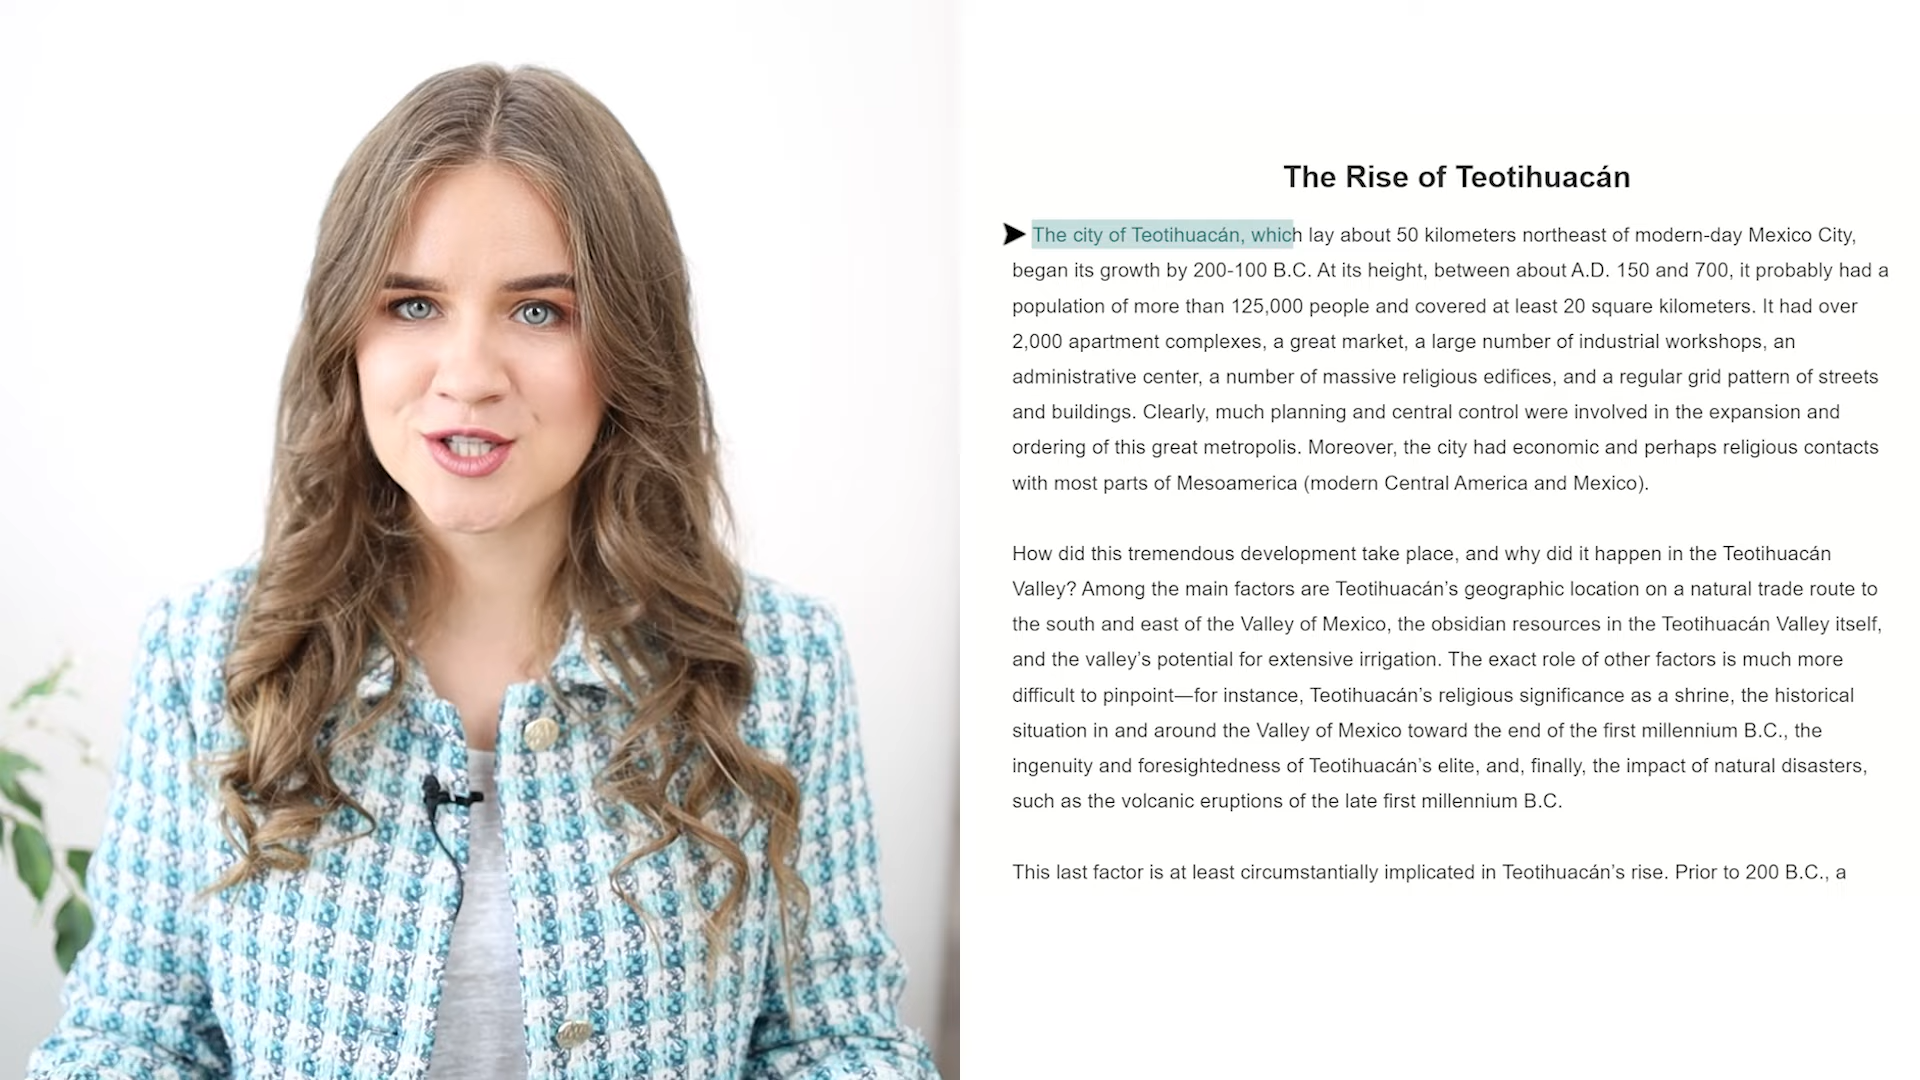 The Rise of Teotihuacán
The city of Teotihuacán, which lay about 50 kilometers northeast of modern-day Mexico City,
began its growth by 200-100 B.C. At its height, between about A.D. 150 and 700, it probably had a
population of more than 125,000 people and covered at least 20 square kilometers. It had over
2,000 apartment complexes, a great market, a large number of industrial workshops, an
administrative center, a number of massive religious edifices, and a regular grid pattern of streets
and buildings. Clearly, much planning and central control were involved in the expansion and
ordering of this great metropolis. Moreover, the city had economic and perhaps religious contacts
with most parts of Mesoamerica (modern Central America and Mexico).
How did this tremendous development take place, and why did it happen in the Teotihuacán
Valley? Among the main factors are Teotihuacán’s geographic location on a natural trade route to
the south and east of the Valley of Mexico, the obsidian resources in the Teotihuacán Valley itself,
and the valley’s potential for extensive irrigation. The exact role of other factors is much more
difficult to pinpoint—for instance, Teotihuacán’s religious significance as a shrine, the historical
situation in and around the Valley of Mexico toward the end of the first millennium B.C., the
ingenuity and foresightedness of Teotihuacán’s elite, and, finally, the impact of natural disasters,
such as the volcanic eruptions of the late first millennium B.C.
This last factor is at least circumstantially implicated in Teotihuacán’s rise. Prior to 200 B.C., a